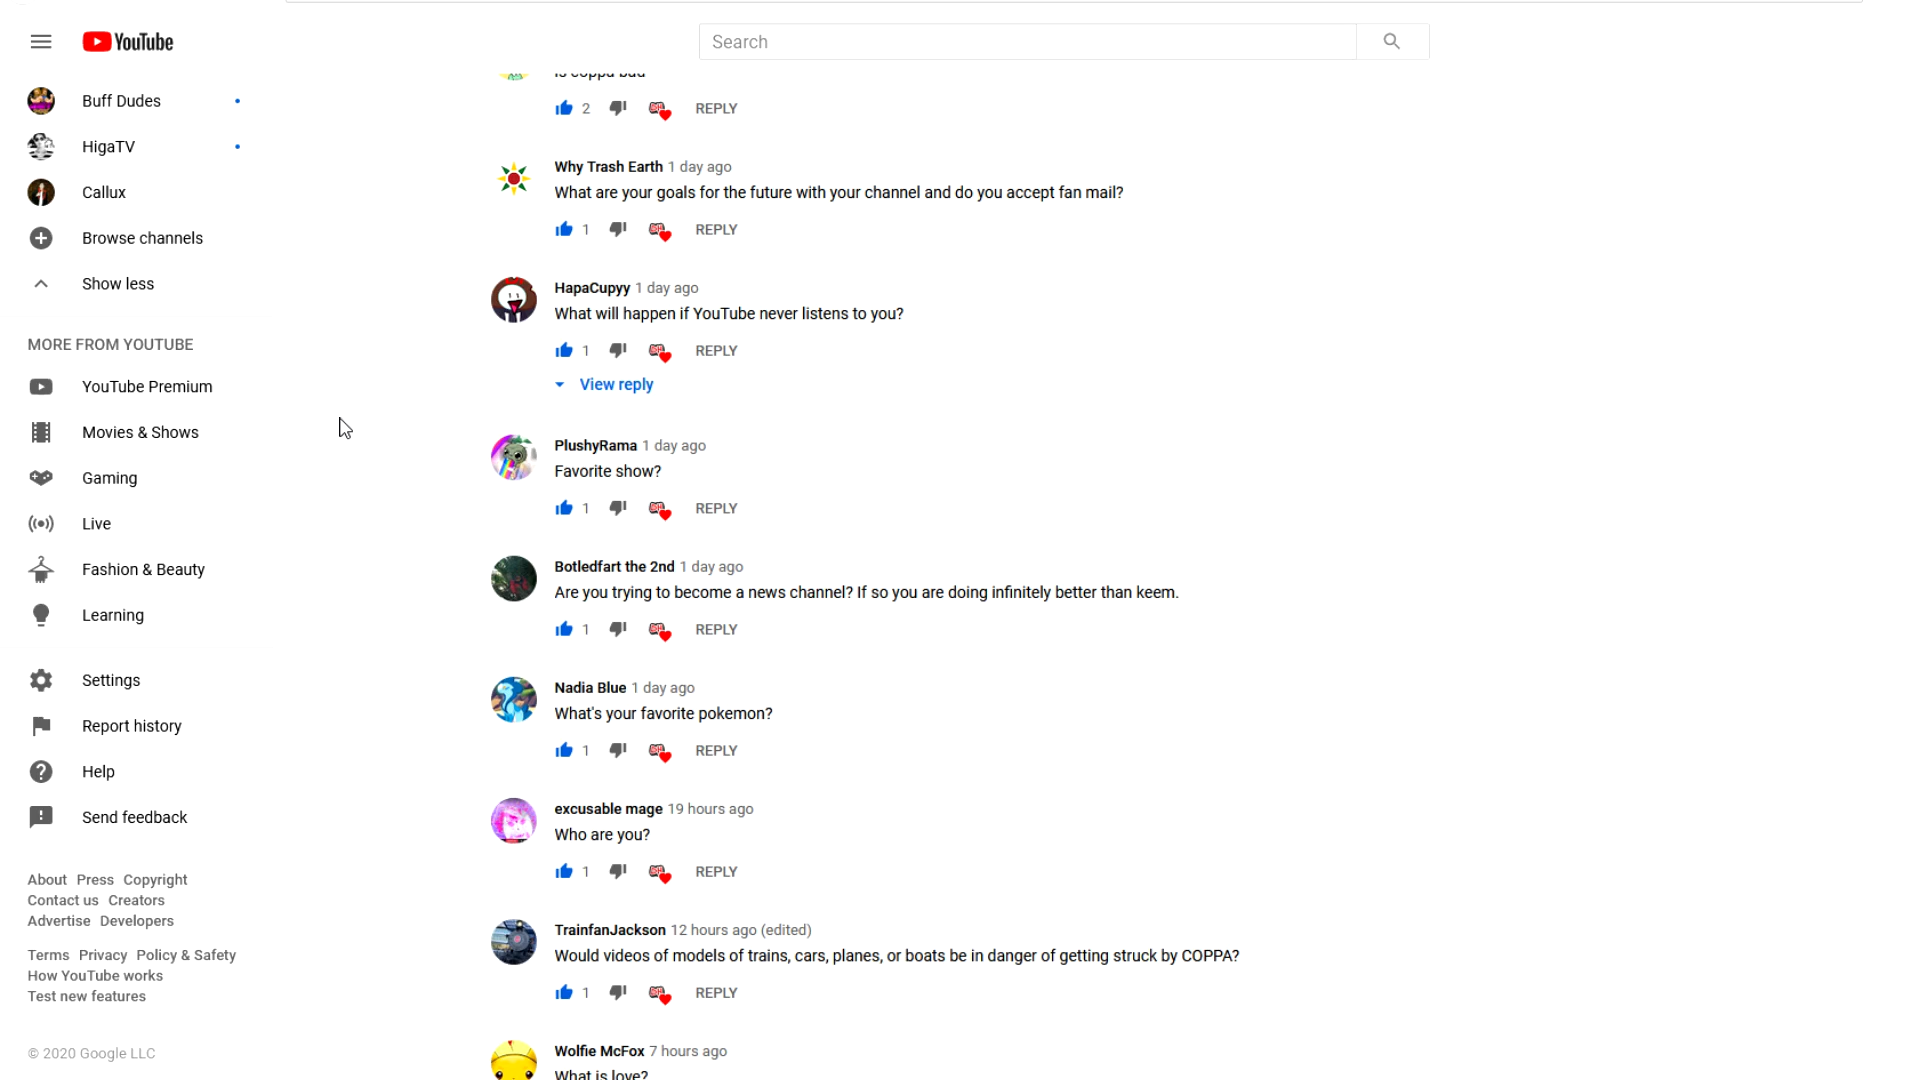 YouTube
Search
Buff Dudes
HigaTV
Callux
Browse channels
Show less
MORE FROM YOUTUBE
YouTube Premium
Movies & Shows
Gaming
Live
Fashion & Beauty
Learning
Settings
Report history
Help
Send feedback
About Press Copyright
Contact us Creators
Advertise Developers
Terms Privacy Policy & Safety
How YouTube works
Test new features
© 2020 Google LLC
Is coppa bad
2 REPLY
Why Trash Earth 1 day ago
What are your goals for the future with your channel and do you accept fan mail?
1 REPLY
HapaCupyy 1 day ago
What will happen if YouTube never listens to you?
1 REPLY
View reply
PlushyRama 1 day ago
Favorite show?
1 REPLY
Botledfart the 2nd 1 day ago
Are you trying to become a news channel? If so you are doing infinitely better than keem.
1 REPLY
Nadia Blue 1 day ago
What's your favorite pokemon?
1 REPLY
excusable mage 19 hours ago
Who are you?
1 REPLY
TrainfanJackson 12 hours ago (edited)
Would videos of models of trains, cars, planes, or boats be in danger of getting struck by COPPA?
1 REPLY
Wolfie McFox 7 hours ago
What is love?